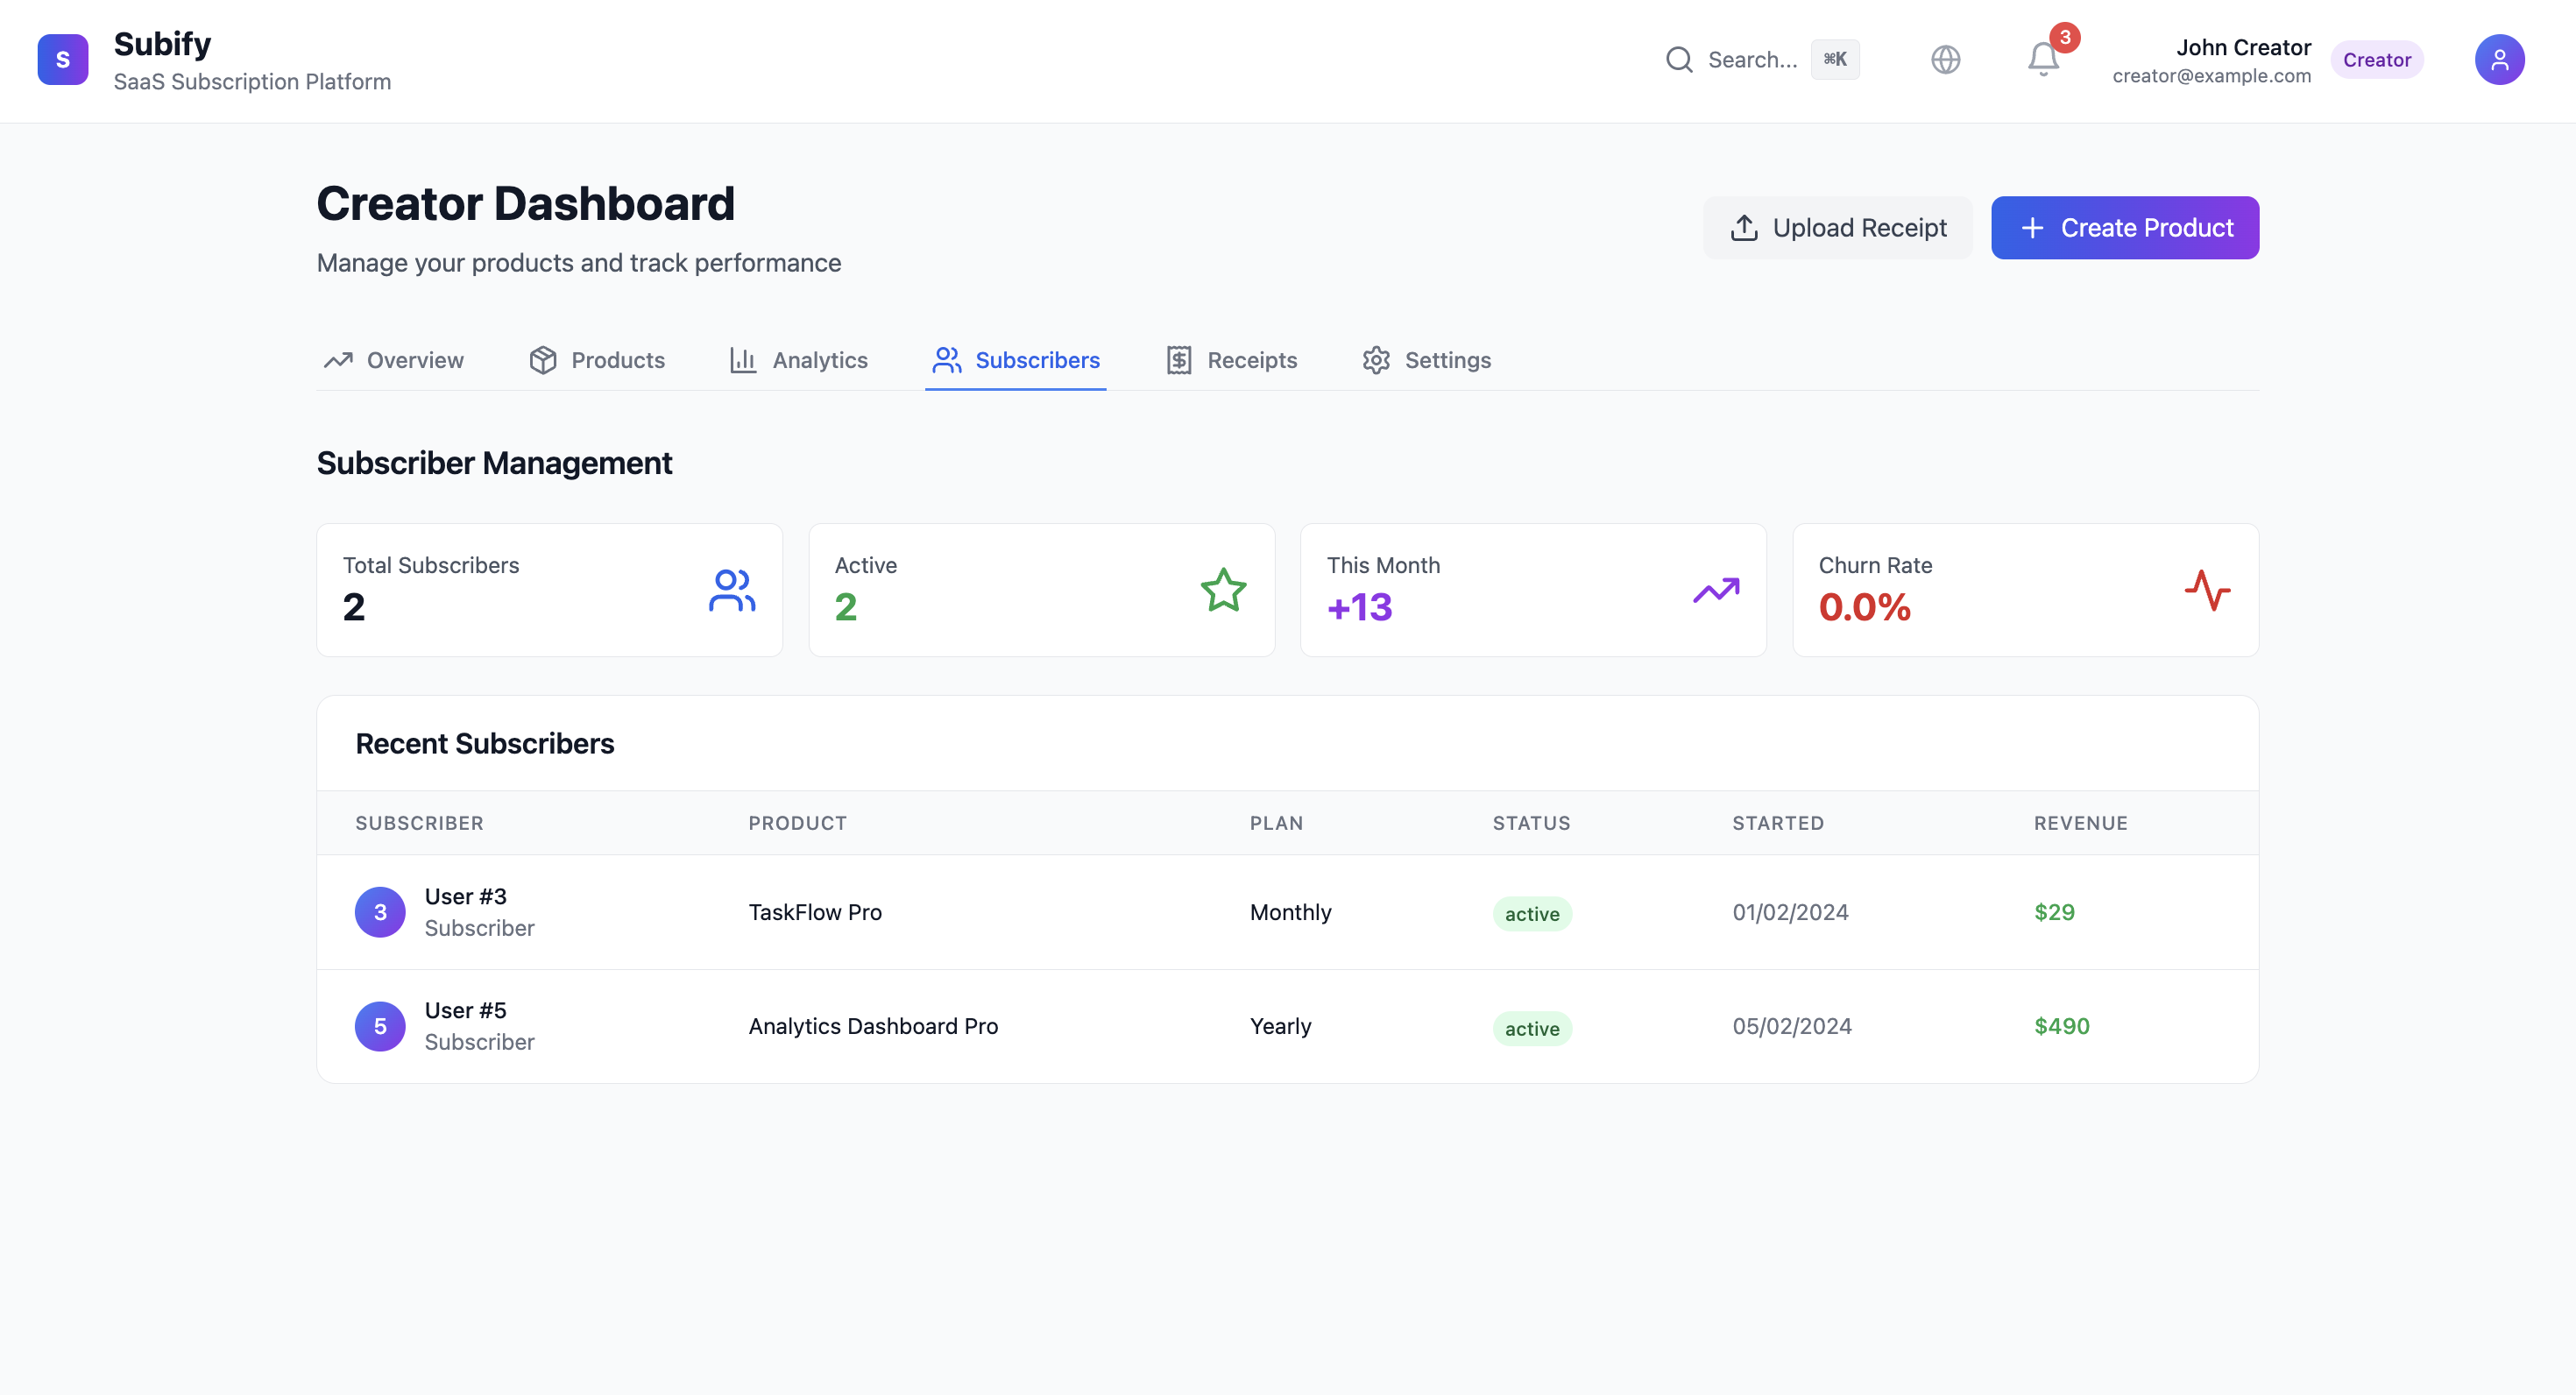 S
Subify
SaaS Subscription Platform
Search...
⌘K
3
John Creator
creator@example.com
Creator
Creator Dashboard
Manage your products and track performance
Upload Receipt
Create Product
Overview
Products
Analytics
Subscribers
Receipts
Settings
Subscriber Management
Total Subscribers
2
Active
2
This Month
+13
Churn Rate
0.0%
Recent Subscribers
SUBSCRIBER PRODUCT PLAN STATUS STARTED REVENUE
3
User #3
Subscriber
TaskFlow Pro
Monthly
active
01/02/2024
$29
5
User #5
Subscriber
Analytics Dashboard Pro
Yearly
active
05/02/2024
$490